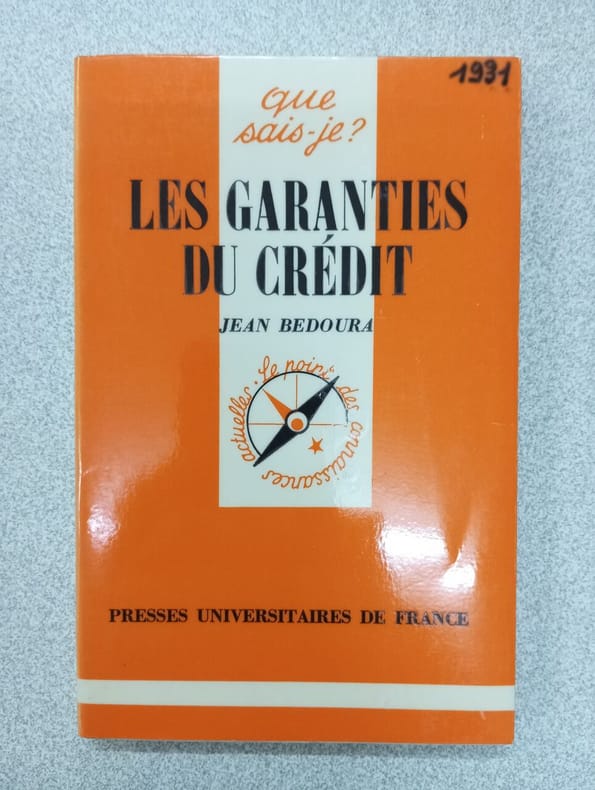 1931
que
sais-je?
LES GARANTIES
DU CRÉDIT
JEAN BEDOURA
Le point des connaissances actuelles.
PRESSES UNIVERSITAIRES DE FRANCE